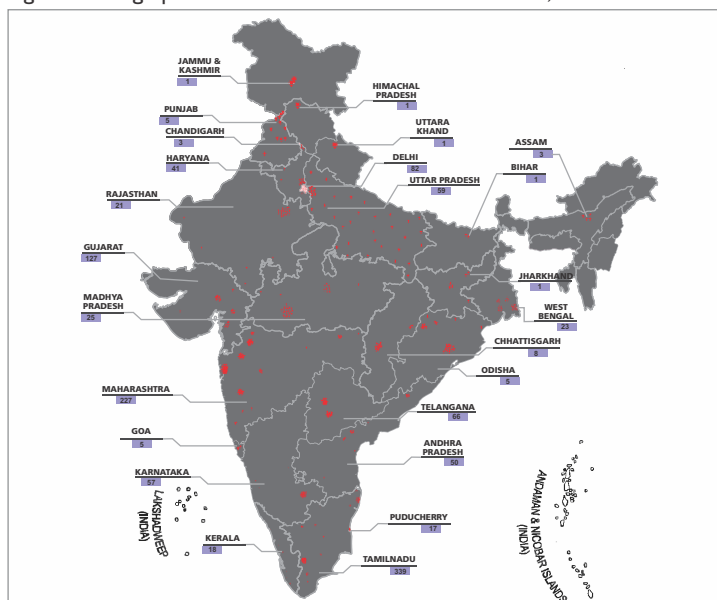 JAMMU &
KASHMIR
1
HIMACHAL
PRADESH
1
PUNJAB
5
CHANDIGARH
3
UTTARA
KHAND
1
HARYANA
41
DELHI
82
ASSAM
3
BIHAR
1
UTTAR PRADESH
59
RAJASTHAN
21
GUJARAT
127
JHARKHAND
1
MADHYA
PRADESH
25
WEST
BENGAL
23
CHHATTISGARH
8
ODISHA
5
MAHARASHTRA
227
TELANGANA
66
GOA
5
ANDHRA
PRADESH
50
KARNATAKA
57
LAKSHADWEEP
(INDIA)
ANDAMAN & NICOBAR ISLANDS
(INDIA)
PUDUCHERRY
17
KERALA
18
TAMILNADU
339